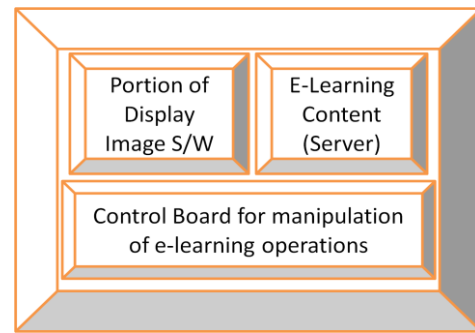 Portion of
Display
Image S/W
E-Learning
Content
(Server)
Control Board for manipulation
of e-learning operations